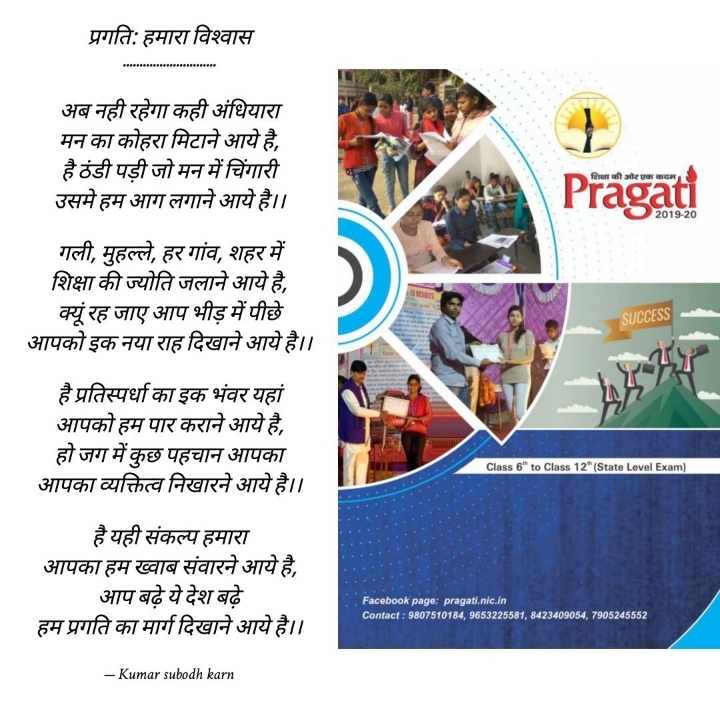 प्रगति: हमारा विश्वास
............................
अब नही रहेगा कही अंधियारा
मन का कोहरा मिटाने आये है,
है ठंडी पड़ी जो मन में चिंगारी
उसमे हम आग लगाने आये है।।
गली, मुहल्ले, हर गांव, शहर में
शिक्षा की ज्योति जलाने आये है,
क्यूं रह जाए आप भीड़ में पीछे
आपको इक नया राह दिखाने आये है।।
है प्रतिस्पर्धा का इक भंवर यहां
आपको हम पार कराने आये है,
हो जग में कुछ पहचान आपका
आपका व्यक्तित्व निखारने आये है।।
है यही संकल्प हमारा
आपका हम ख्वाब संवारने आये है,
आप बढ़े ये देश बढ़े
हम प्रगति का मार्ग दिखाने आये है।।
— Kumar subodh karn
शिक्षा की ओर एक कदम
Pragati
2019-20
19 RESULTS
SUCCESS
Class 6th to Class 12th (State Level Exam)
Facebook page: pragati.nic.in
Contact : 9807510184, 9653225581, 8423409054, 7905245552